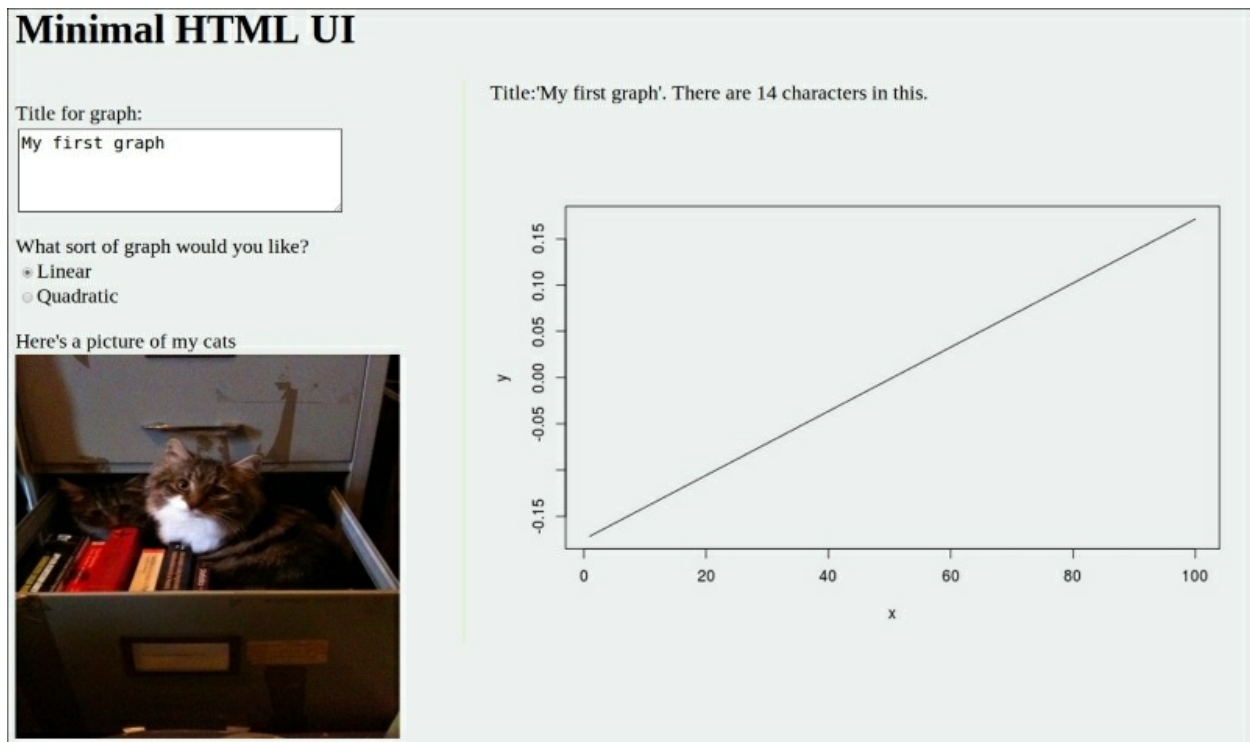 Minimal HTML UI
Title for graph:
My first graph
What sort of graph would you like?
Linear
Quadratic
Here's a picture of my cats
Title:'My first graph'. There are 14 characters in this.
0.15
0.10
0.05
0.00
-0.05
-0.15
y
0 20 40 60 80 100
x